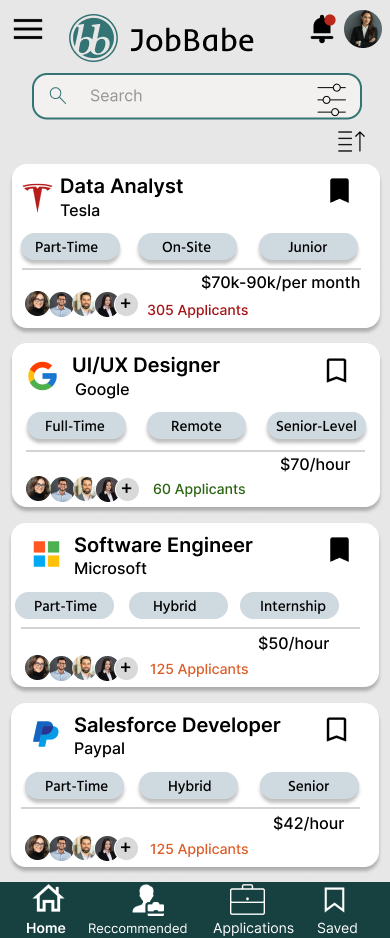 bb JobBabe
Search
Data Analyst
Tesla
Part-Time On-Site Junior
$70k-90k/per month
+ 305 Applicants
UI/UX Designer
Google
Full-Time Remote Senior-Level
$70/hour
+ 60 Applicants
Software Engineer
Microsoft
Part-Time Hybrid Internship
$50/hour
+ 125 Applicants
Salesforce Developer
Paypal
Part-Time Hybrid Senior
$42/hour
+ 125 Applicants
Home Reccommended Applications Saved